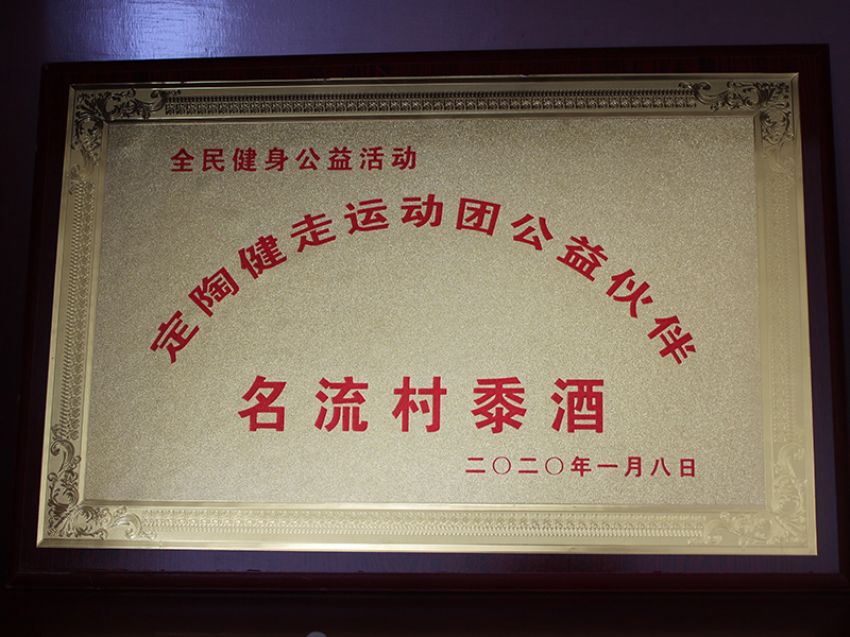 全民健身公益活动
定陶健走运动团公益伙伴
名流村黍酒
二〇二〇年一月八日